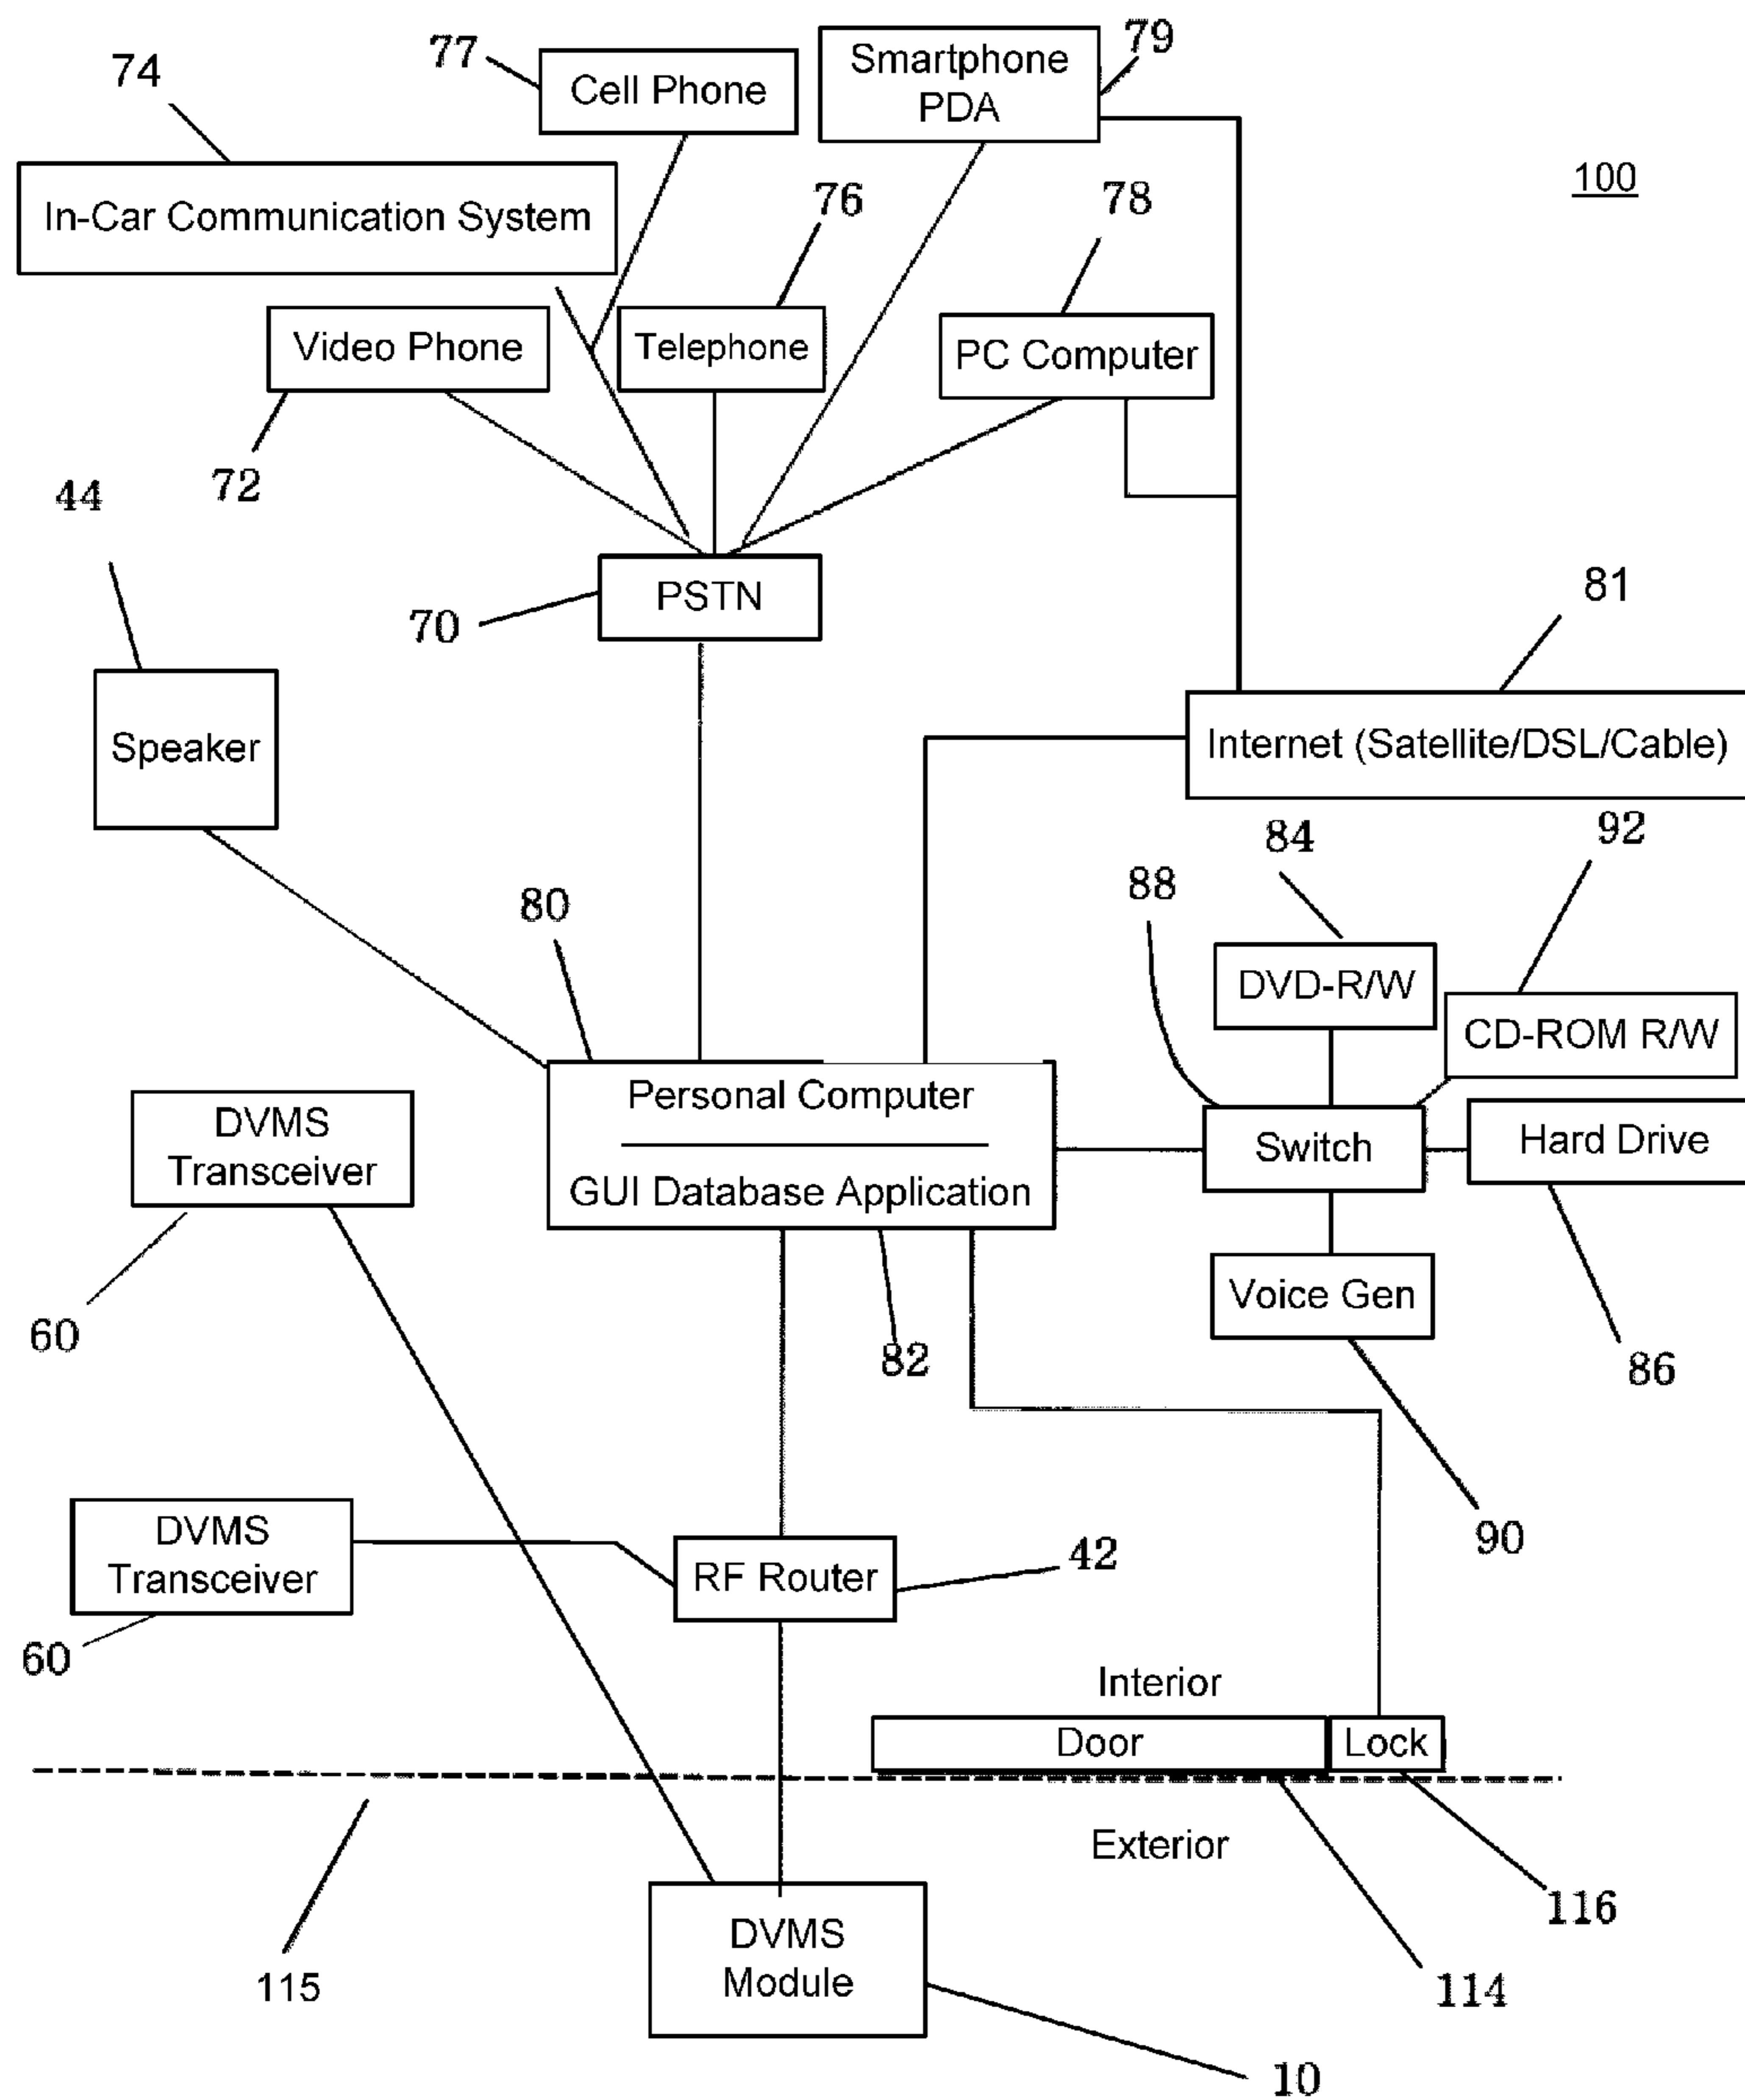 77
Cell Phone
Smartphone
PDA
79
74
In-Car Communication System
76
78
100
Video Phone
Telephone
PC Computer
72
44
PSTN
70
81
Speaker
Internet (Satellite/DSL/Cable)
84
92
88
80
DVD-R/W
CD-ROM R/W
Personal Computer
GUI Database Application
DVMS
Transceiver
Switch
Hard Drive
Voice Gen
60
82
86
DVMS
Transceiver
RF Router
42
90
60
Interior
Door
Lock
Exterior
116
115
DVMS
Module
114
10